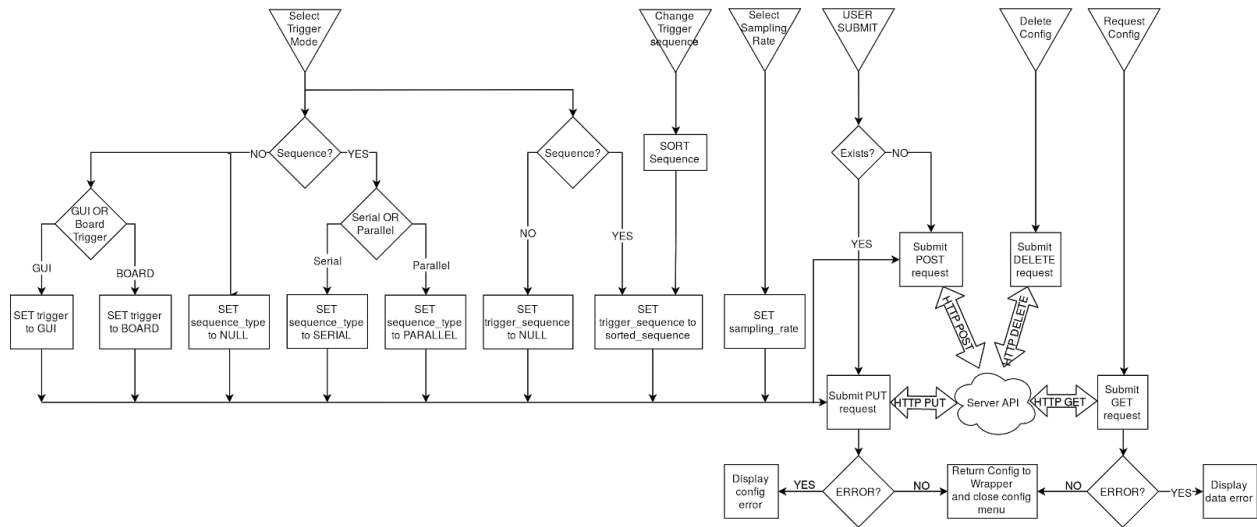 Select
Trigger
Mode
Change
Trigger
sequence
Select
Sampling
Rate
USER
SUBMIT
Delete
Config
Request
Config
Sequence?
NO
YES
Sequence?
SORT
Sequence
Exists?
NO
GUI OR
Board
Trigger
Serial OR
Parallel
NO
YES
YES
Submit
POST
request
Submit
DELETE
request
GUI
BOARD
Serial
Parallel
SET trigger
to GUI
SET trigger
to BOARD
SET
sequence_type
to NULL
SET
sequence_type
to SERIAL
SET
sequence_type
to PARALLEL
SET
trigger_sequence
to NULL
SET
trigger_sequence to
sorted_sequence
SET
sampling_rate
HTTP POST
HTTP DELETE
Submit PUT
request
HTTP PUT
Server API
HTTP GET
Submit
GET
request
Display
config
error
YES
ERROR?
NO
Return Config to
Wrapper
and close config
menu
NO
ERROR?
YES
Display
data error